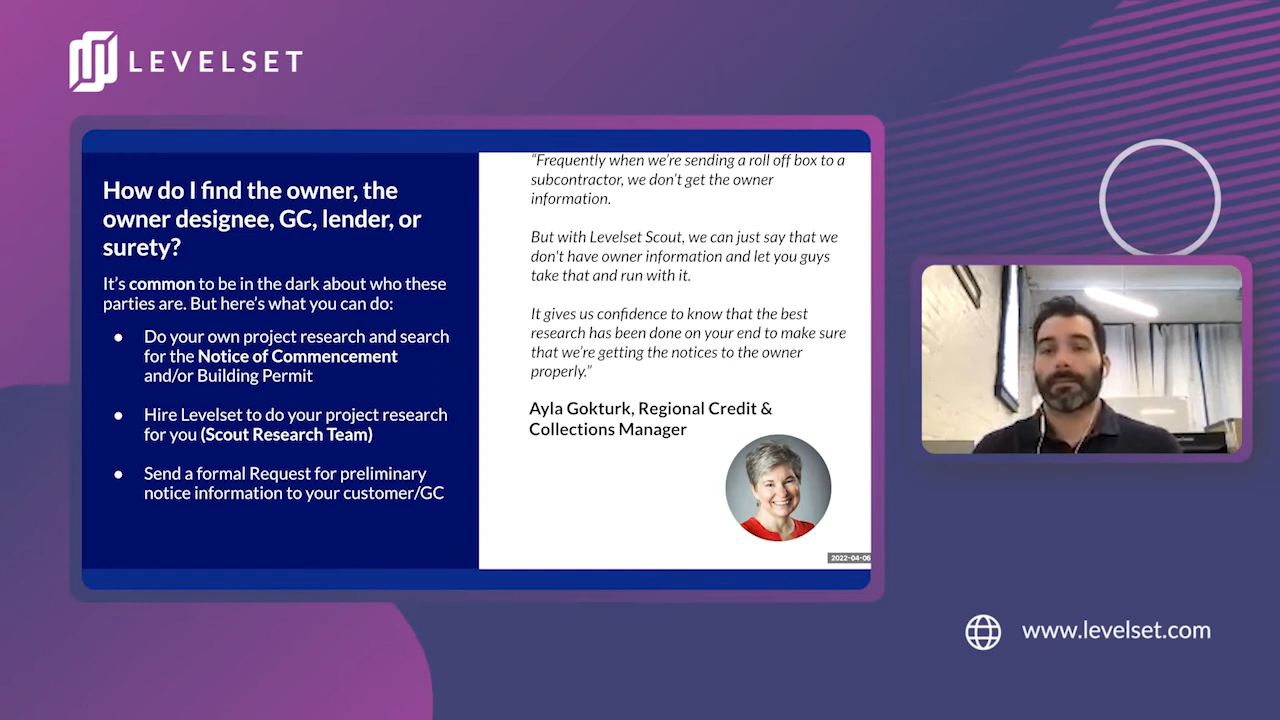 LEVELSET
How do I find the owner, the
owner designee, GC, lender, or
surety?
It's common to be in the dark about who these
parties are. But here's what you can do:
● Do your own project research and search
for the Notice of Commencement
and/or Building Permit
● Hire Levelset to do your project research
for you (Scout Research Team)
● Send a formal Request for preliminary
notice information to your customer/GC
“Frequently when we’re sending a roll off box to a
subcontractor, we don’t get the owner
information.
But with Levelset Scout, we can just say that we
don't have owner information and let you guys
take that and run with it.
It gives us confidence to know that the best
research has been done on your end to make sure
that we’re getting the notices to the owner
properly.”
Ayla Gokturk, Regional Credit &
Collections Manager
2022-04-06
www.levelset.com